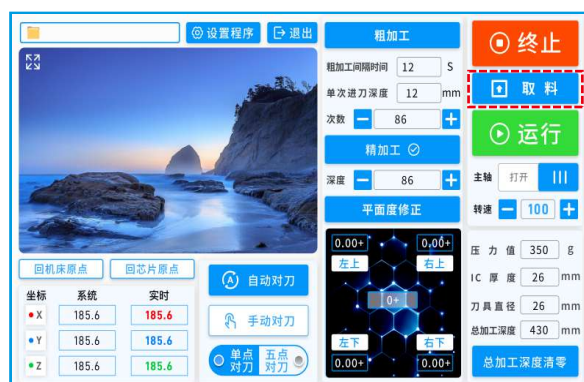 设置程序
退出
回机床原点
回芯片原点
坐标 系统 实时
X 185.6 185.6
Y 185.6 185.6
Z 185.6 185.6
自动对刀
手动对刀
单点对刀 五点对刀
粗加工
粗加工间隔时间 12 S
单次进刀深度 12 mm
次数 86
精加工
深度 86
平面度修正
0.00+ 0.00+
左上 右上
0+
左下 右下
0.00+ 0.00+
终止
取料
运行
主轴 打开
转速 100
压力值 350 g
IC厚度 26 mm
刀具直径 26 mm
总加工深度 430 mm
总加工深度清零